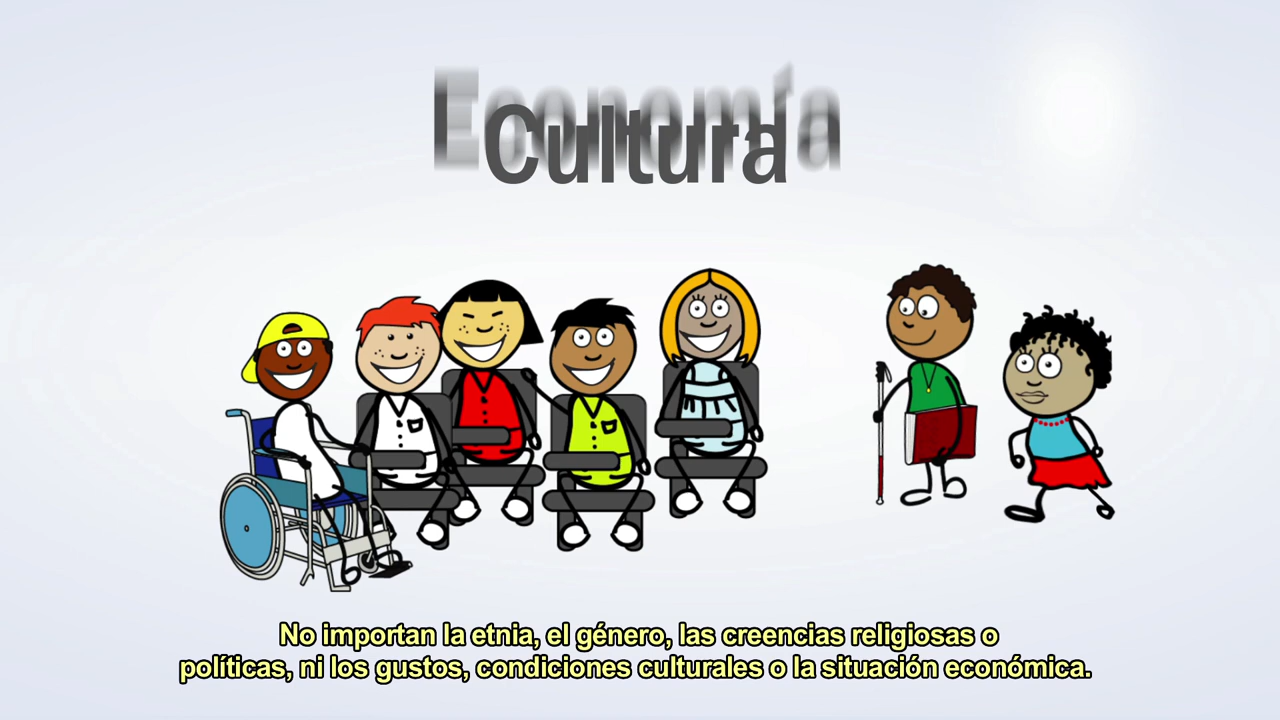 Economía
Cultura
No importan la etnia, el género, las creencias religiosas o
políticas, ni los gustos, condiciones culturales o la situación económica.